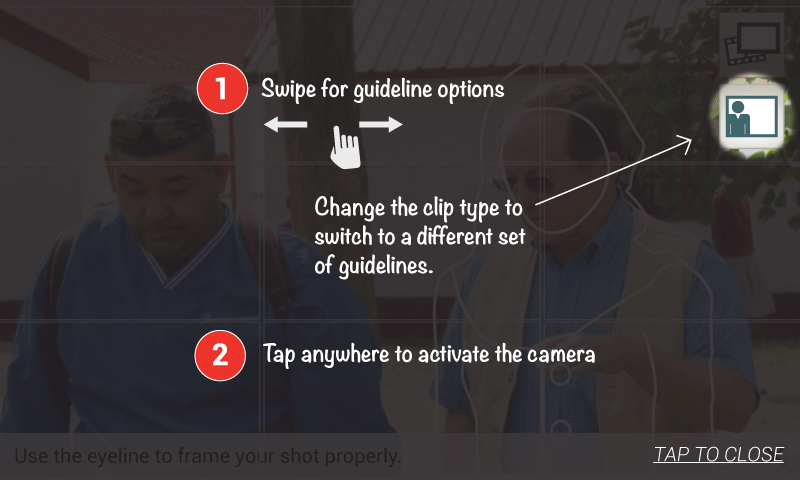 1 Swipe for guideline options
Change the clip type to
switch to a different set
of guidelines.
2 Tap anywhere to activate the camera
Use the eyeline to frame your shot properly.
TAP TO CLOSE